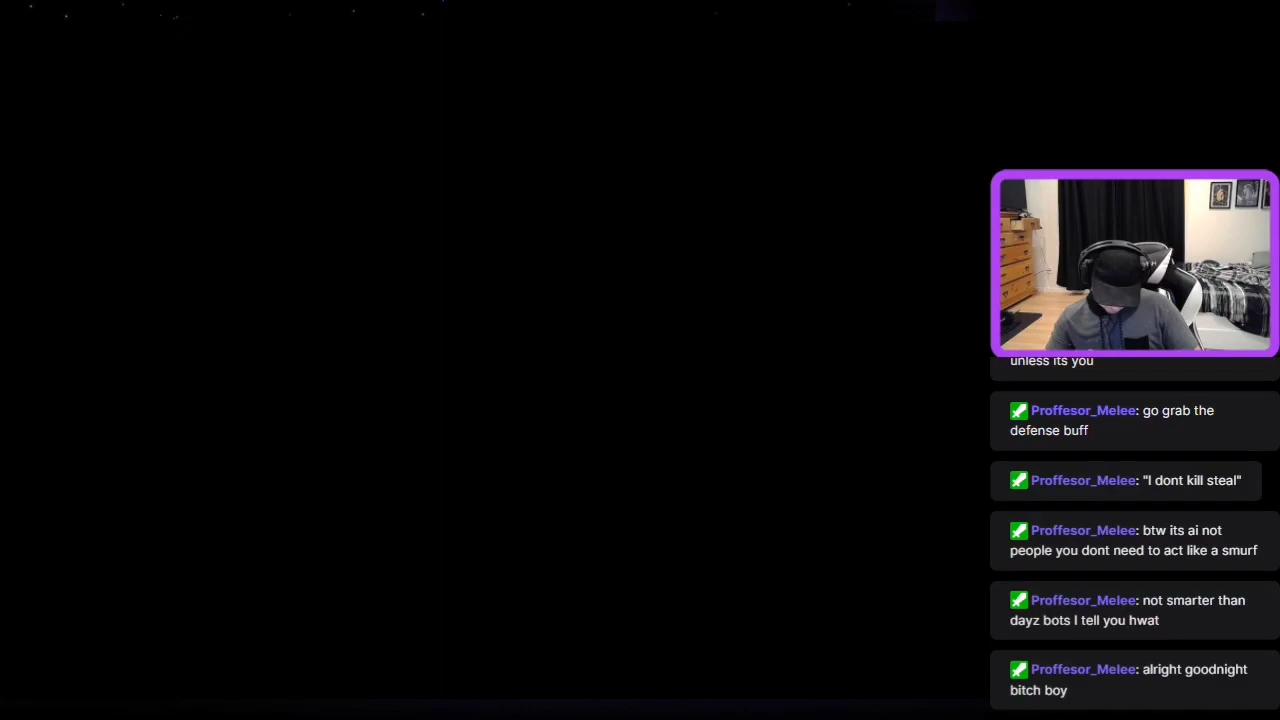 unless its you
Proffesor_Melee: go grab the
defense buff
Proffesor_Melee: "I dont kill steal"
Proffesor_Melee: btw its ai not
people you dont need to act like a smurf
Proffesor_Melee: not smarter than
dayz bots I tell you hwat
Proffesor_Melee: alright goodnight
bitch boy